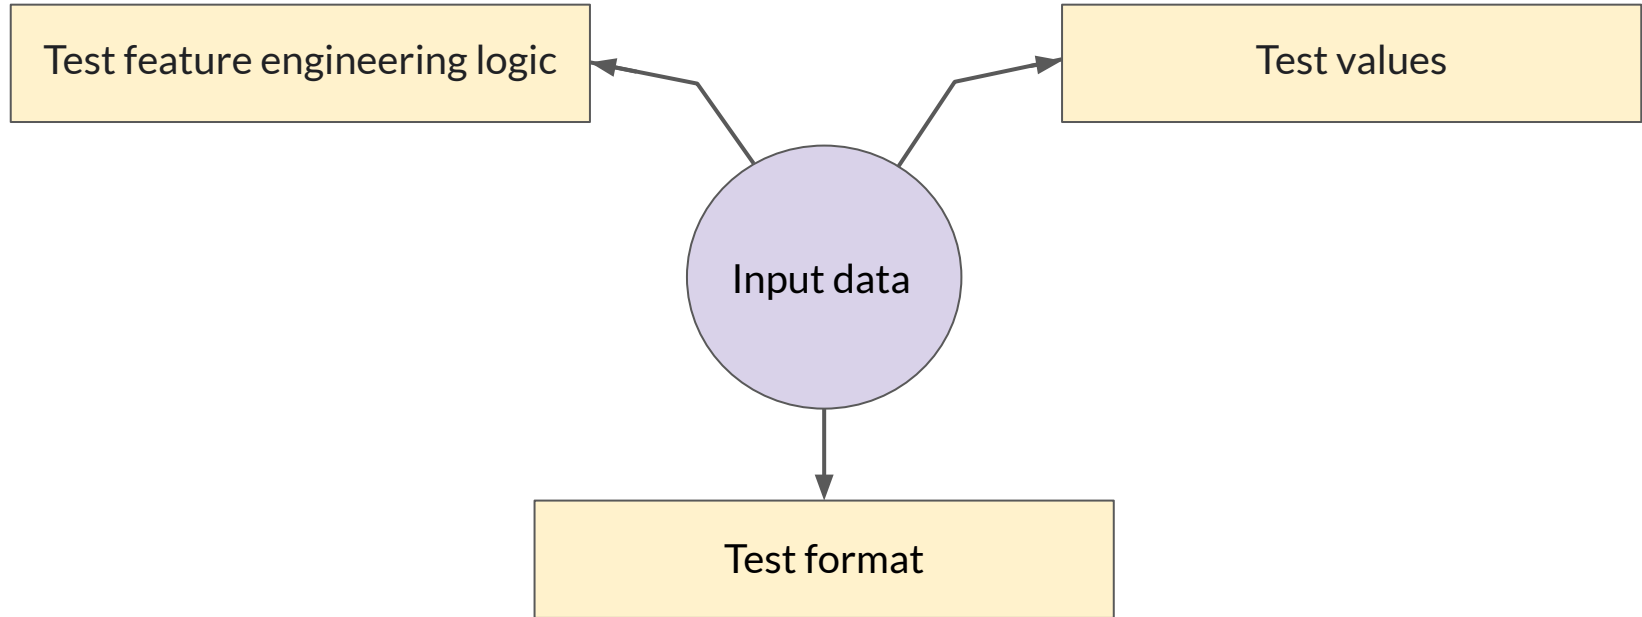 Test feature engineering logic
Test values
Input data
Test format